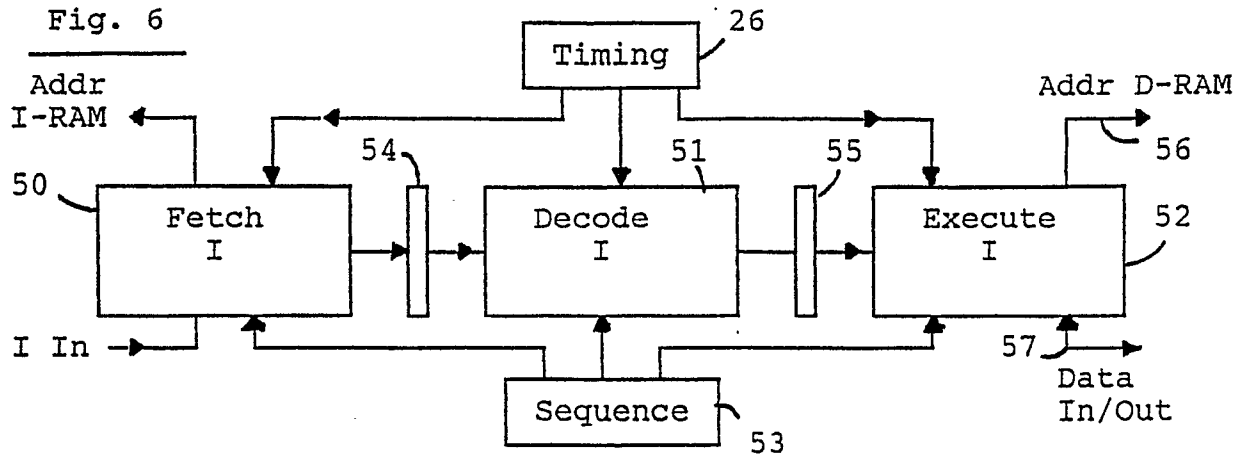 Fig. 6
Timing
26
Addr
I-RAM
Addr D-RAM
56
50
54
51
55
52
Fetch
I
Decode
I
Execute
I
I In
57
Data
In/Out
Sequence
53